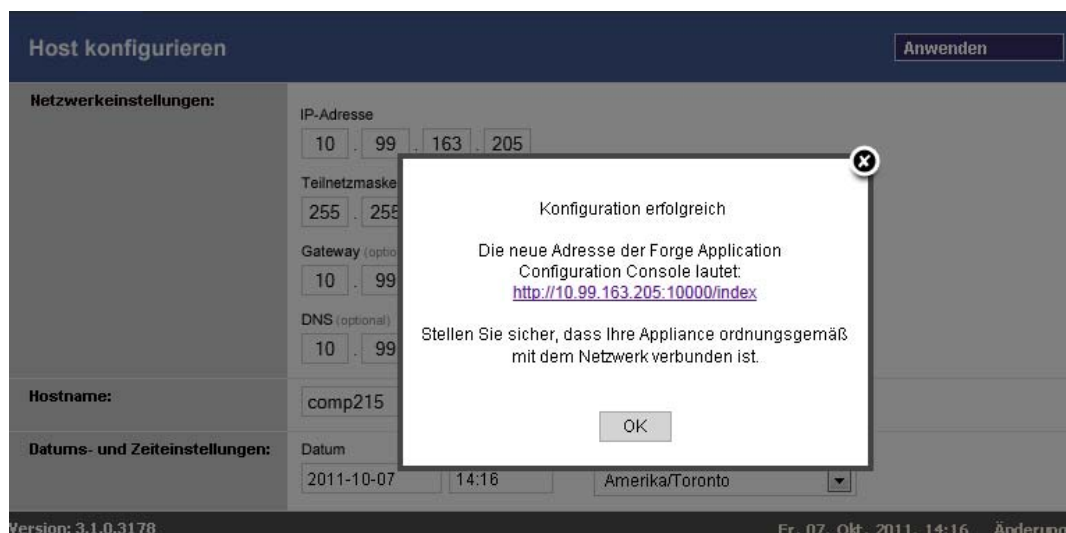 Host konfigurieren
Anwenden
Netzwerkeinstellungen:
IP-Adresse
10 . 99 . 163 . 205
Teilnetzmaske
255 . 255
Gateway
10 . 99
DNS (optional)
10 . 99
Konfiguration erfolgreich
Die neue Adresse der Forge Application
Configuration Console lautet:
http://10.99.163.205:10000/index
Stellen Sie sicher, dass Ihre Appliance ordnungsgemäß
mit dem Netzwerk verbunden ist.
OK
Hostname:
comp215
Datums- und Zeiteinstellungen:
Datum
2011-10-07
14:16
Amerika/Toronto
Version: 3.1.0.3178
Fr, 07. Okt. 2011, 14:16